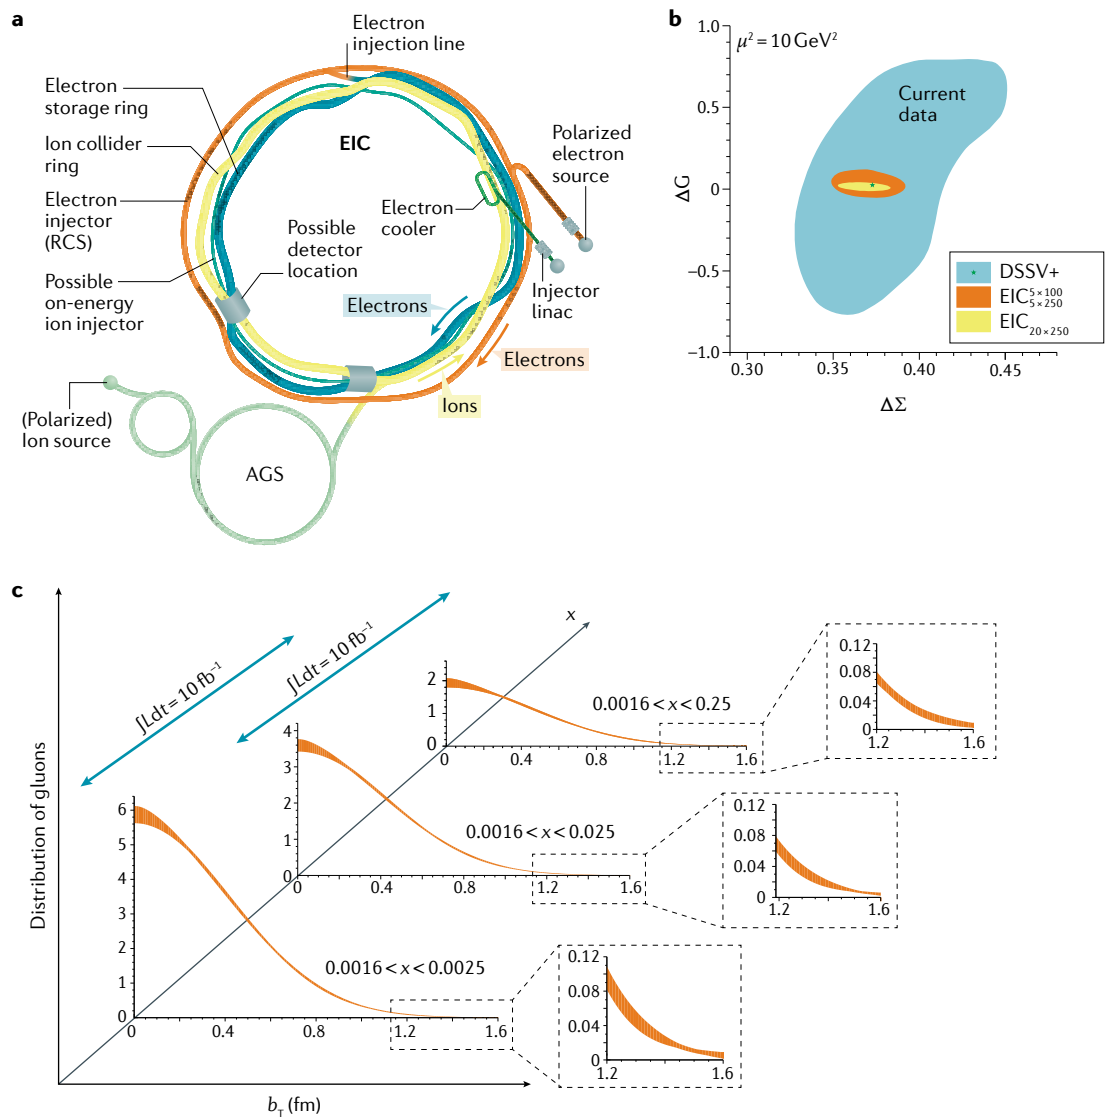 a
Electron
injection line
Electron
storage ring
Ion collider
ring
Electron
injector
(RCS)
Possible
on-energy
ion injector
EIC
Polarized
electron
source
Electron
cooler
Possible
detector
location
Injector
linac
Electrons
Electrons
Ions
(Polarized)
Ion source
AGS
b
μ² = 10 GeV²
1.0
0.5
0
−0.5
−1.0
ΔG
Current
data
DSSV+
EIC 5 × 100
5 × 250
EIC 20 × 250
0.30
0.35
0.40
0.45
ΔΣ
c
Distribution of gluons
∫Ldt = 10 fb⁻¹
∫Ldt = 10 fb⁻¹
x
2
1
0
0
0.4
0.8
1.2
1.6
0.0016 < x < 0.25
0.12
0.08
0.04
0
1.2
1.6
4
3
2
1
0
0
0.4
0.8
1.2
1.6
0.0016 < x < 0.025
0.12
0.08
0.04
0
1.2
1.6
6
5
4
3
2
1
0
0
0.4
0.8
1.2
1.6
0.0016 < x < 0.0025
0.12
0.08
0.04
0
1.2
1.6
b_T (fm)